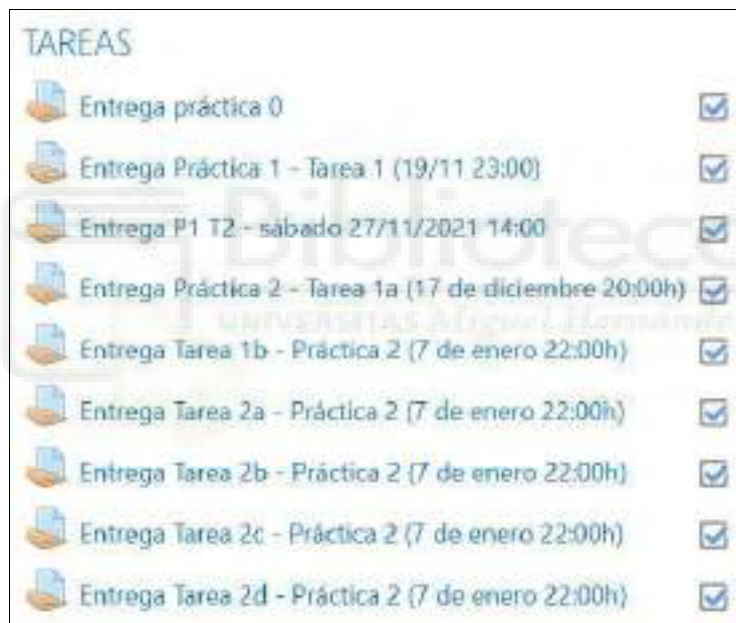 TAREAS
Entrega práctica 0
Entrega Práctica 1 - Tarea 1 (19/11 23:00)
Entrega P1 T2 - sábado 27/11/2021 14:00
Biblioteca
Entrega Práctica 2 - Tarea 1a (17 de diciembre 20:00h)
UNIVERSITAS Miguel Hernández
Entrega Tarea 1b - Práctica 2 (7 de enero 22:00h)
Entrega Tarea 2a - Práctica 2 (7 de enero 22:00h)
Entrega Tarea 2b - Práctica 2 (7 de enero 22:00h)
Entrega Tarea 2c - Práctica 2 (7 de enero 22:00h)
Entrega Tarea 2d - Práctica 2 (7 de enero 22:00h)